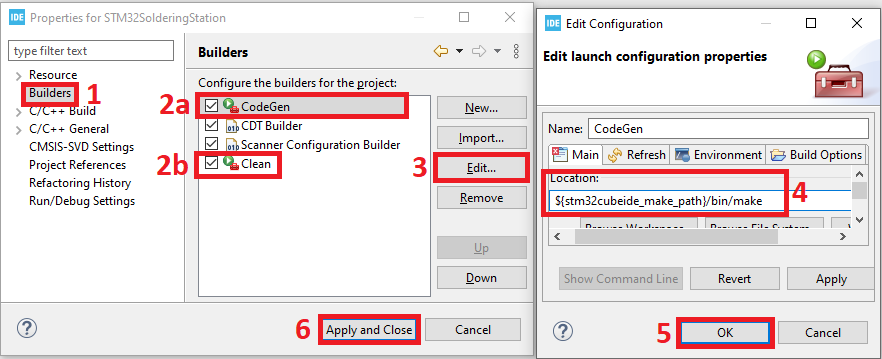 IDE Properties for STM32SolderingStation
type filter text
Resource
Builders
1
C/C++ Build
C/C++ General
CMSIS-SVD Settings
Project References
Refactoring History
Run/Debug Settings
Builders
Configure the builders for the project:
2a
CodeGen
CDT Builder
Scanner Configuration Builder
2b
Clean
New...
Import...
3
Edit...
Remove
Up
Down
6
Apply and Close
Cancel
IDE Edit Configuration
Edit launch configuration properties
Name: CodeGen
Main Refresh Environment Build Options
Location:
${stm32cubeide_make_path}/bin/make
4
Browse Workspace... Browse File System...
Show Command Line Revert Apply
5
OK
Cancel